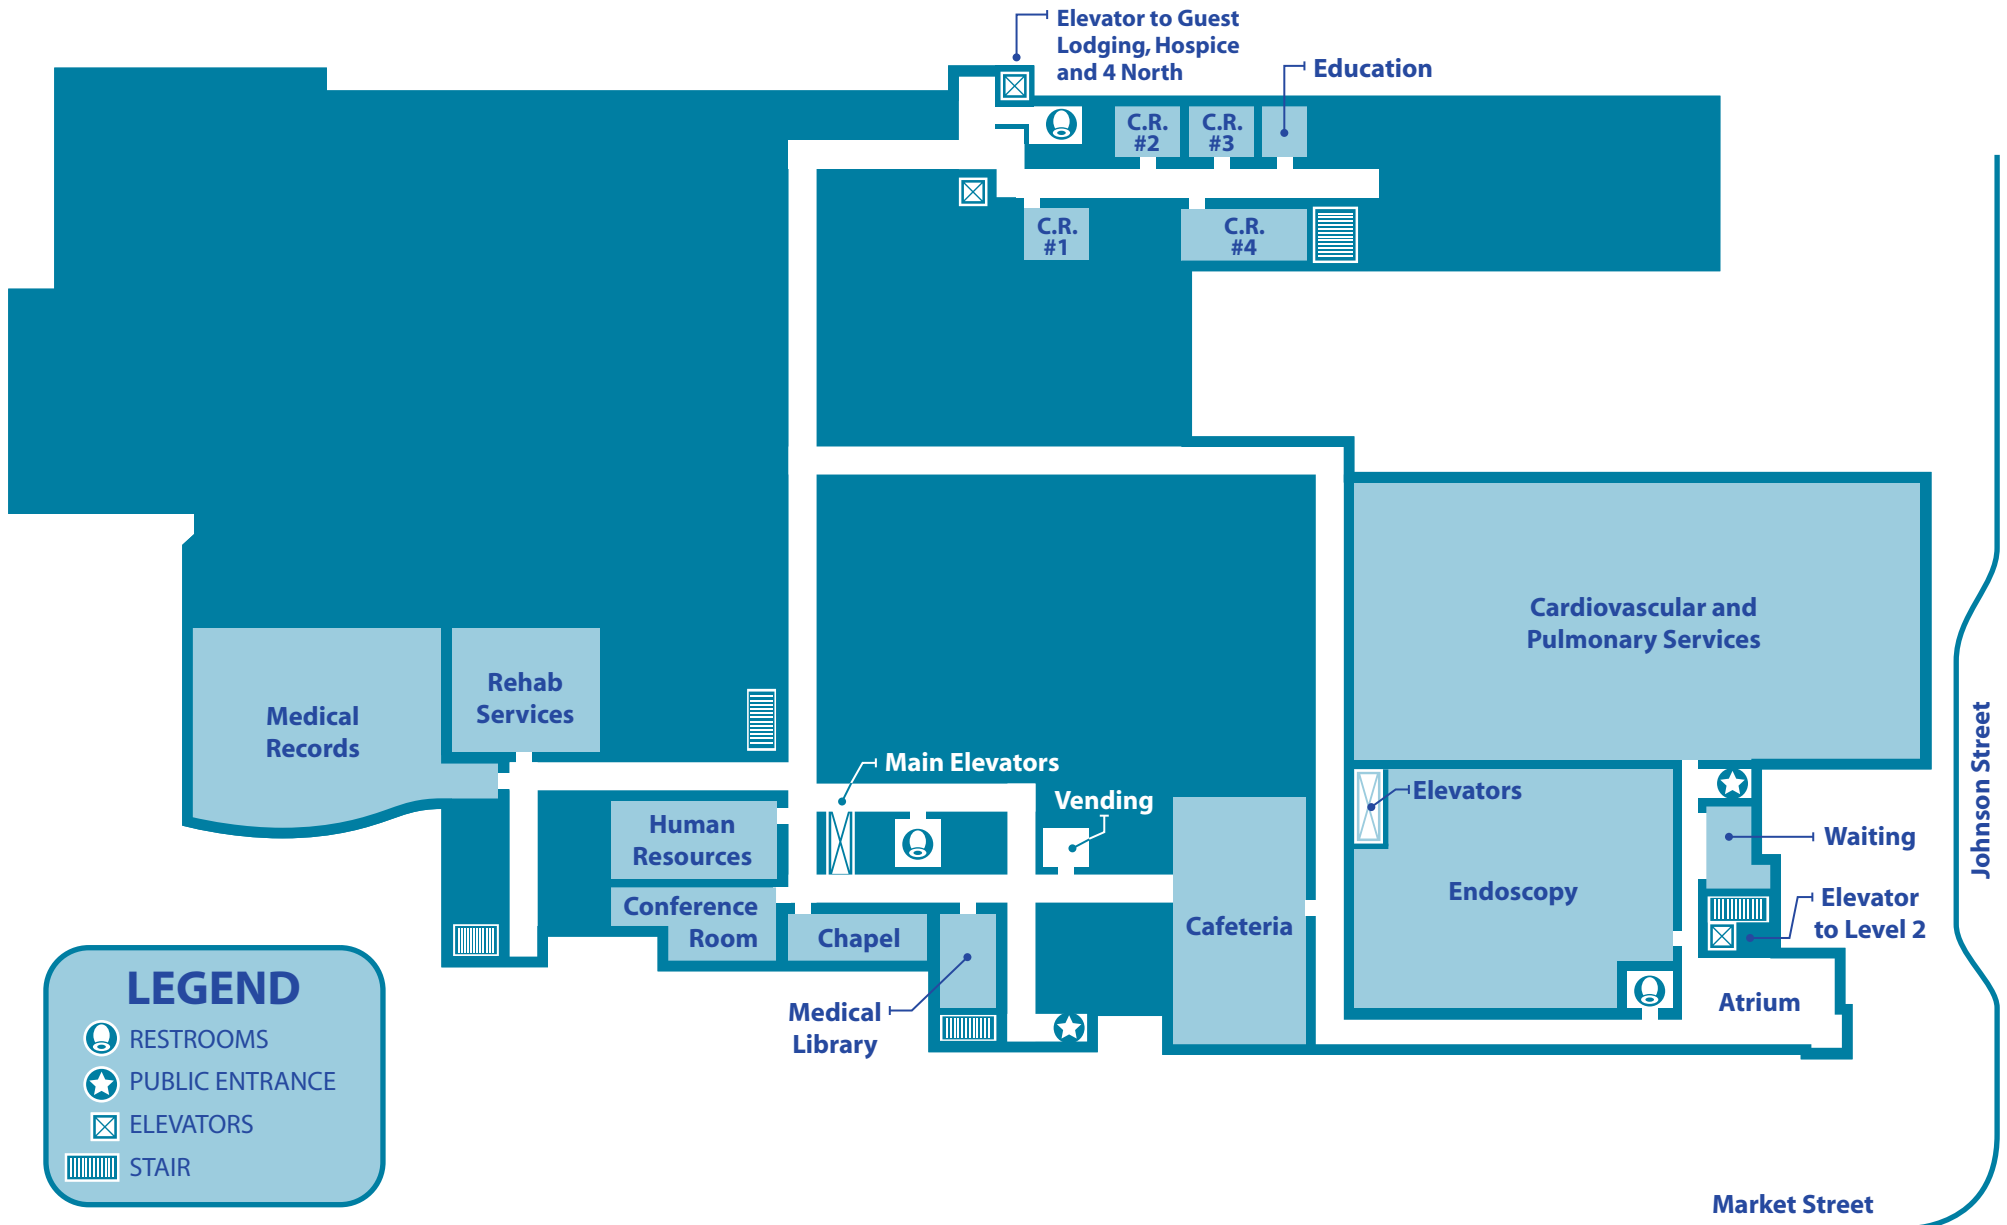 Elevator to Guest
Lodging, Hospice
and 4 North
Education
C.R.
#2
C.R.
#3
C.R.
#1
C.R.
#4
Cardiovascular and
Pulmonary Services
Rehab
Services
Medical
Records
Main Elevators
Vending
Elevators
Human
Resources
Waiting
Johnson Street
Endoscopy
Elevator
to Level 2
Conference
Room
Chapel
Cafeteria
Medical
Library
Atrium
LEGEND
RESTROOMS
PUBLIC ENTRANCE
ELEVATORS
STAIR
Market Street